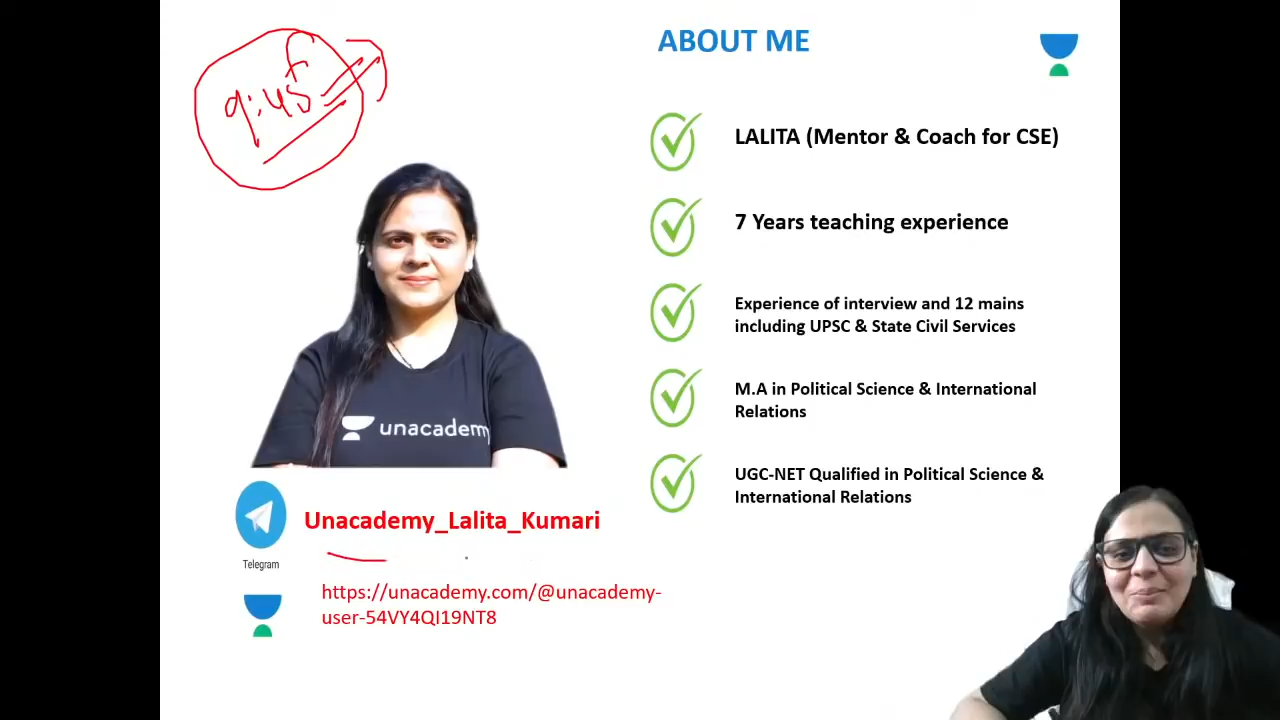 ABOUT ME
9:45
LALITA (Mentor & Coach for CSE)
7 Years teaching experience
Experience of interview and 12 mains
including UPSC & State Civil Services
M.A in Political Science & International
Relations
UGC-NET Qualified in Political Science &
International Relations
unacademy
Unacademy_Lalita_Kumari
Telegram
https://unacademy.com/@unacademy-
user-54VY4QI19NT8